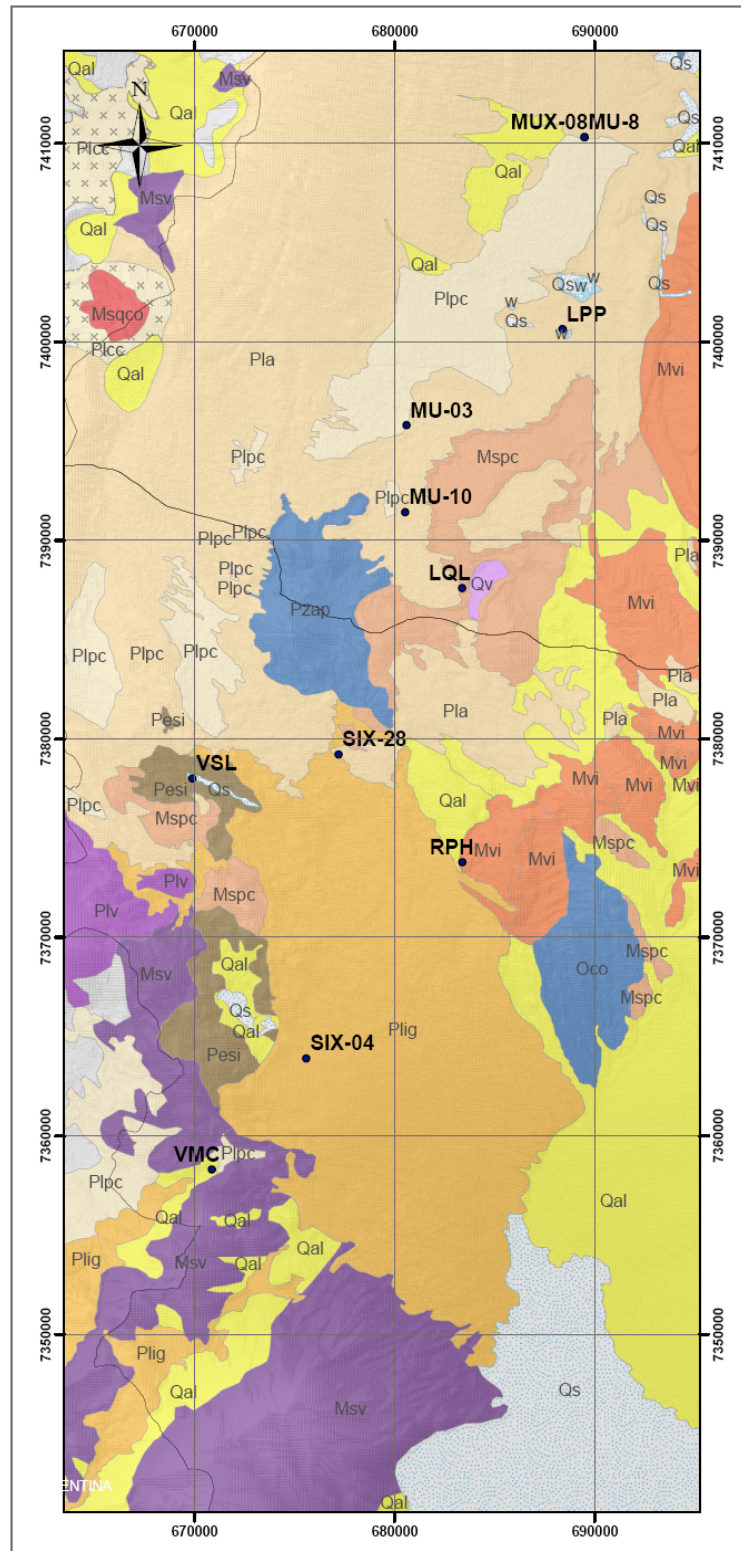 670000 680000 690000
Qal
Msv
Qs
N
Qal
MUX-08MU-8
Qs
7410000
7410000
Plcc
Qal
Qal
Msv
Qs
Qal
Qs
Qal
Plpc
Qsw
w
Qs
Msqco
w
Qs
LPP
w
7400000
7400000
Plcc
Pla
Mvi
Qal
MU-03
Plpc
Mspc
Plpc
MU-10
7390000
7390000
Plpc
Plpc
Plpc
LQL
Qv
Pla
Plpc
Pzap
Mvi
Plpc
Plpc
Plpc
Pla
Pla
Pla
Pesi
Pla
Mvi
7380000
7380000
SIX-28
VSL
Mvi
Pesi
Qs
Mvi
Mvi
Mvi
Plpc
Qal
Mspc
RPH
Mvi
Mvi
Mspc
Plv
Mvi
Mspc
Plv
7370000
7370000
Msv
Qal
Oco
Mspc
Qs
Mspc
Qal
SIX-04
Plig
Pesi
7360000
7360000
VMC
Plpc
Plpc
Qal
Qal
Qal
Qal
Plig
Msv
Qal
7350000
7350000
Plig
Qal
Qs
Msv
ENTINA
Qal
670000 680000 690000